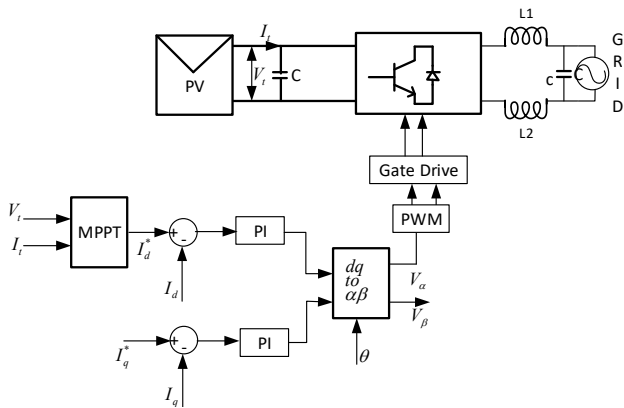 I_t
L1
G
R
I
D
PV
V_t
C
c
L2
Gate Drive
PWM
V_t
I_t
MPPT
I_d^*
+
-
PI
I_d
dq
to
αβ
V_α
V_β
I_q^*
+
-
PI
θ
I_q